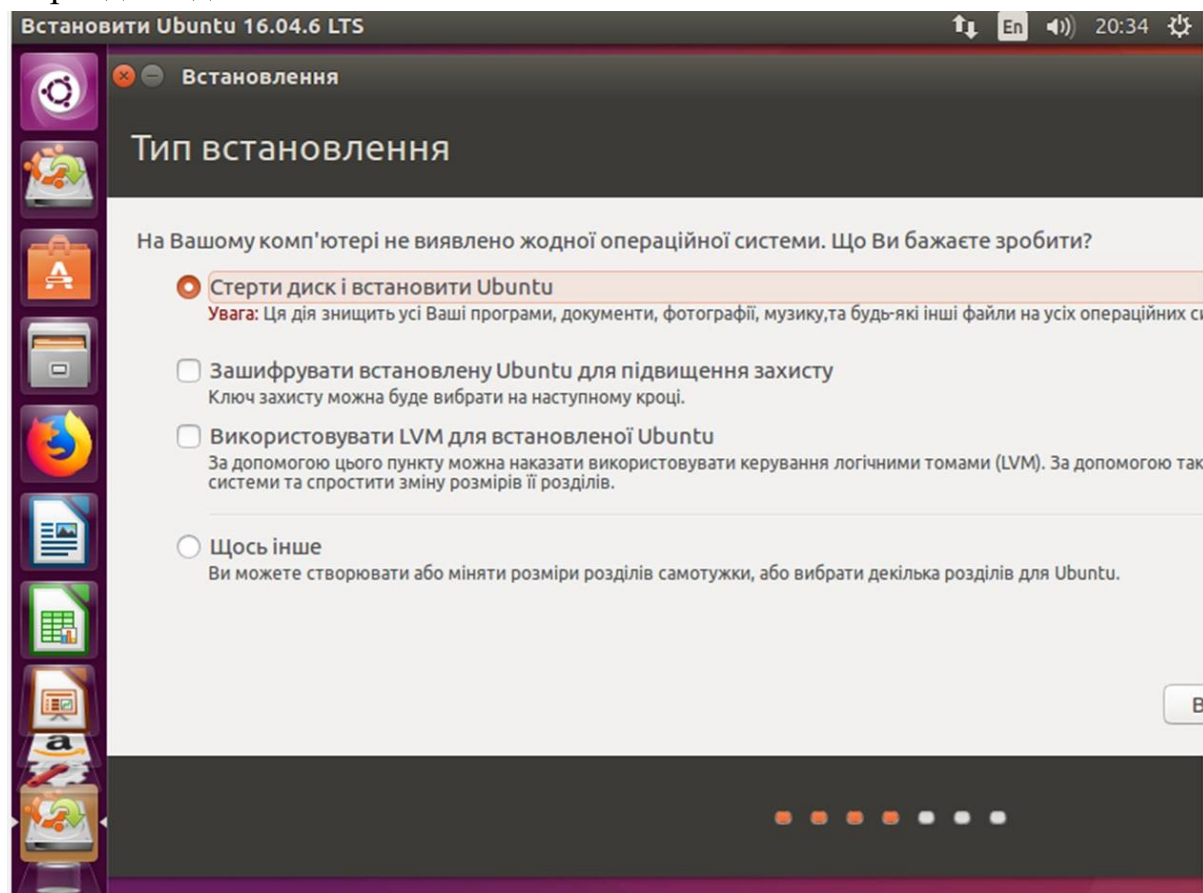 Встановити Ubuntu 16.04.6 LTS En 20:34
Встановлення
Тип встановлення
На Вашому комп'ютері не виявлено жодної операційної системи. Що Ви бажаєте зробити?
Стерти диск і встановити Ubuntu
Увага: Ця дія знищить усі Ваші програми, документи, фотографії, музику,та будь-які інші файли на усіх операційних
Зашифрувати встановлену Ubuntu для підвищення захисту
Ключ захисту можна буде вибрати на наступному кроці.
Використовувати LVM для встановленої Ubuntu
За допомогою цього пункту можна наказати використовувати керування логічними томами (LVM). За допомогою
системи та спростити зміну розмірів її розділів.
Щось інше
Ви можете створювати або міняти розміри розділів самотужки, або вибрати декілька розділів для Ubuntu.